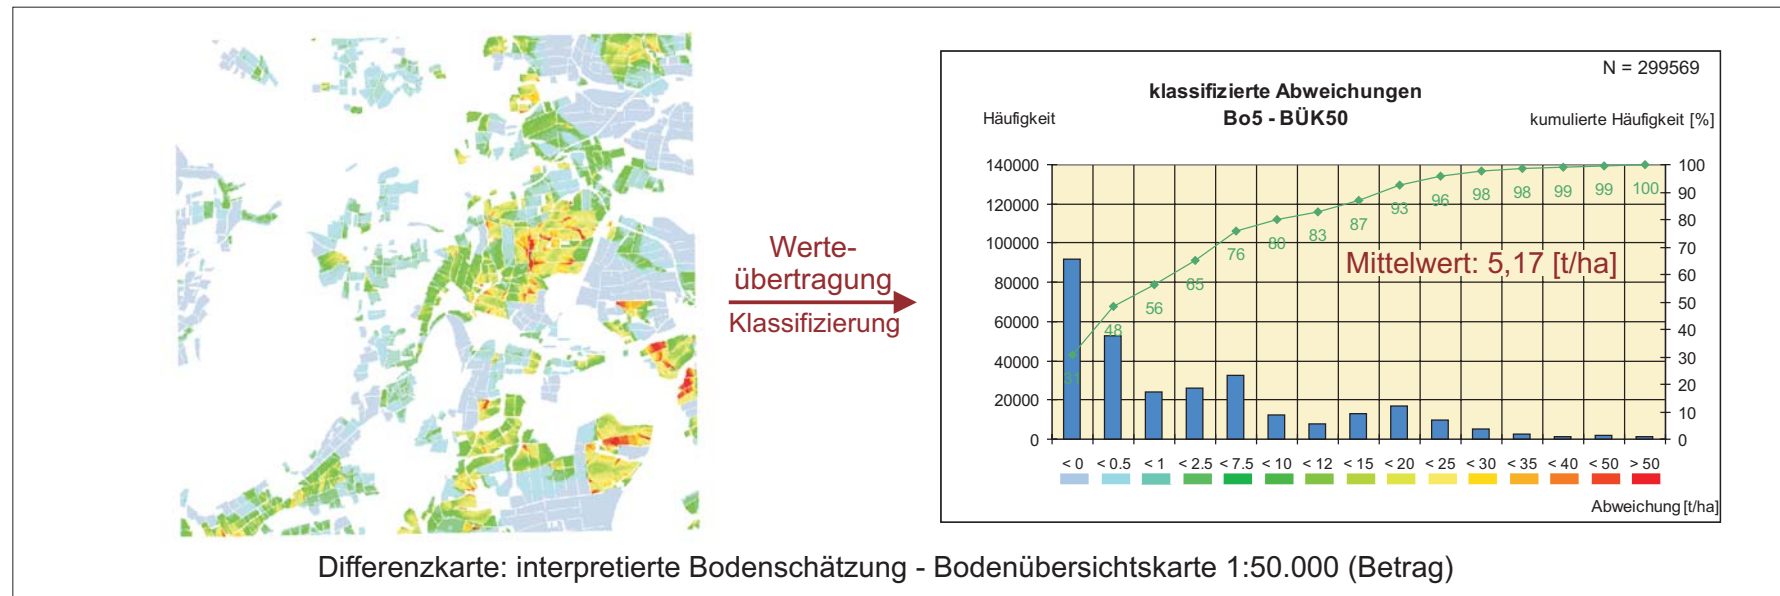 Werte-
übertragung
Klassifizierung
N = 299569
klassifizierte Abweichungen
Bo5 - BÜK50
Häufigkeit
kumulierte Häufigkeit [%]
140000
120000
100000
80000
60000
40000
20000
0
100
90
80
70
60
50
40
30
20
10
0
31
48
56
65
76
80
83
87
93
96
98
98
99
99
100
Mittelwert: 5,17 [t/ha]
< 0 < 0.5 < 1 < 2.5 < 7.5 < 10 < 12 < 15 < 20 < 25 < 30 < 35 < 40 < 50 > 50
Abweichung [t/ha]
Differenzkarte: interpretierte Bodenschätzung - Bodenübersichtskarte 1:50.000 (Betrag)